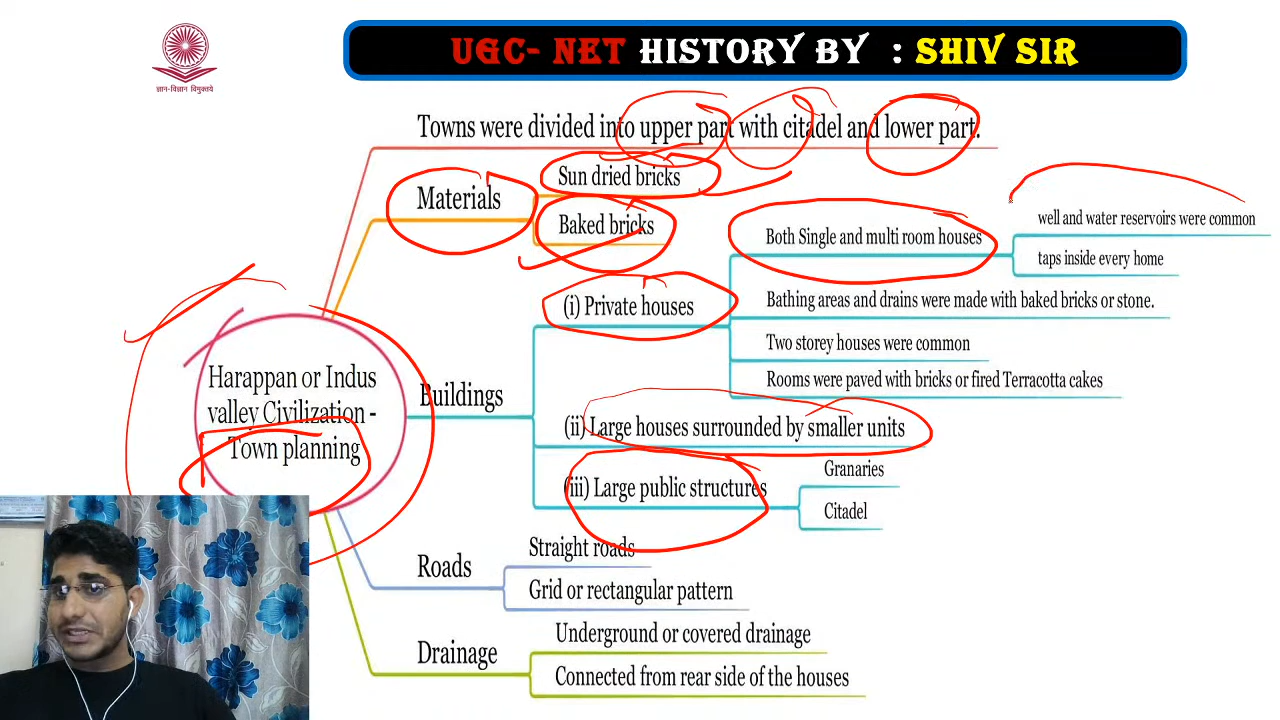 UGC- NET HISTORY BY : SHIV SIR
ज्ञान-विज्ञान विमुक्तये
Towns were divided into upper part with citadel and lower part.
Materials
Sun dried bricks
Baked bricks
Harappan or Indus
valley Civilization -
Town planning
Buildings
(i) Private houses
Both Single and multi room houses
well and water reservoirs were common
taps inside every home
Bathing areas and drains were made with baked bricks or stone.
Two storey houses were common
Rooms were paved with bricks or fired Terracotta cakes
(ii) Large houses surrounded by smaller units
(iii) Large public structures
Granaries
Citadel
Roads
Straight roads
Grid or rectangular pattern
Drainage
Underground or covered drainage
Connected from rear side of the houses